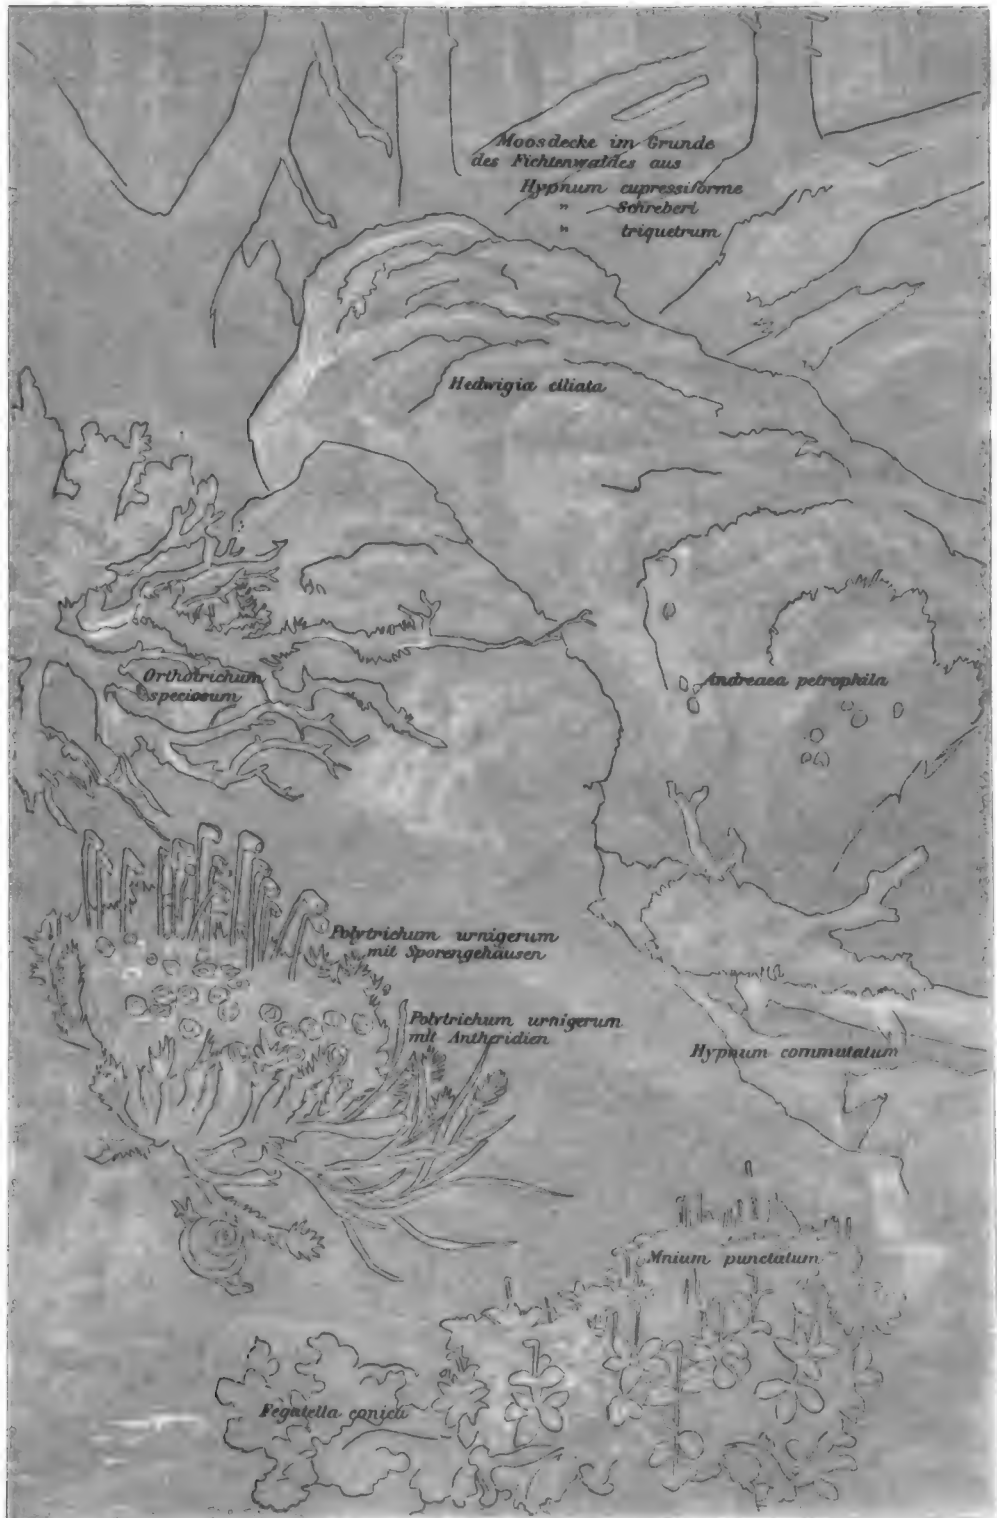 Moosdecke im Grunde
des Fichtenwaldes aus
Hypnum cupressiforme
" Schreberi
" triquetrum
Hedwigia ciliata
Orthotrichum
speciosum
Andreaea petrophila
Polytrichum urnigerum
mit Sporengehäusen
Polytrichum urnigerum
mit Antheridien
Hypnum commutatum
Mnium punctatum
Fegatella conica